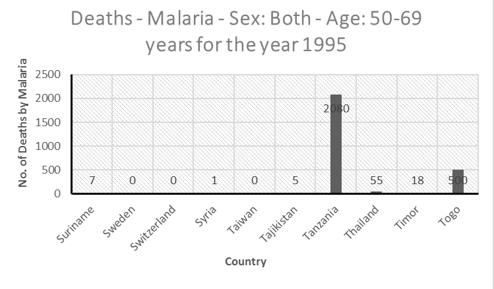 Deaths - Malaria - Sex: Both - Age: 50-69
years for the year 1995
No. of Deaths by Malaria
2500
2000
1500
1000
500
0
7 0 0 1 0 5 2080 55 18 500
Suriname
Sweden
Switzerland
Syria
Taiwan
Tajikistan
Tanzania
Thailand
Timor
Togo
Country